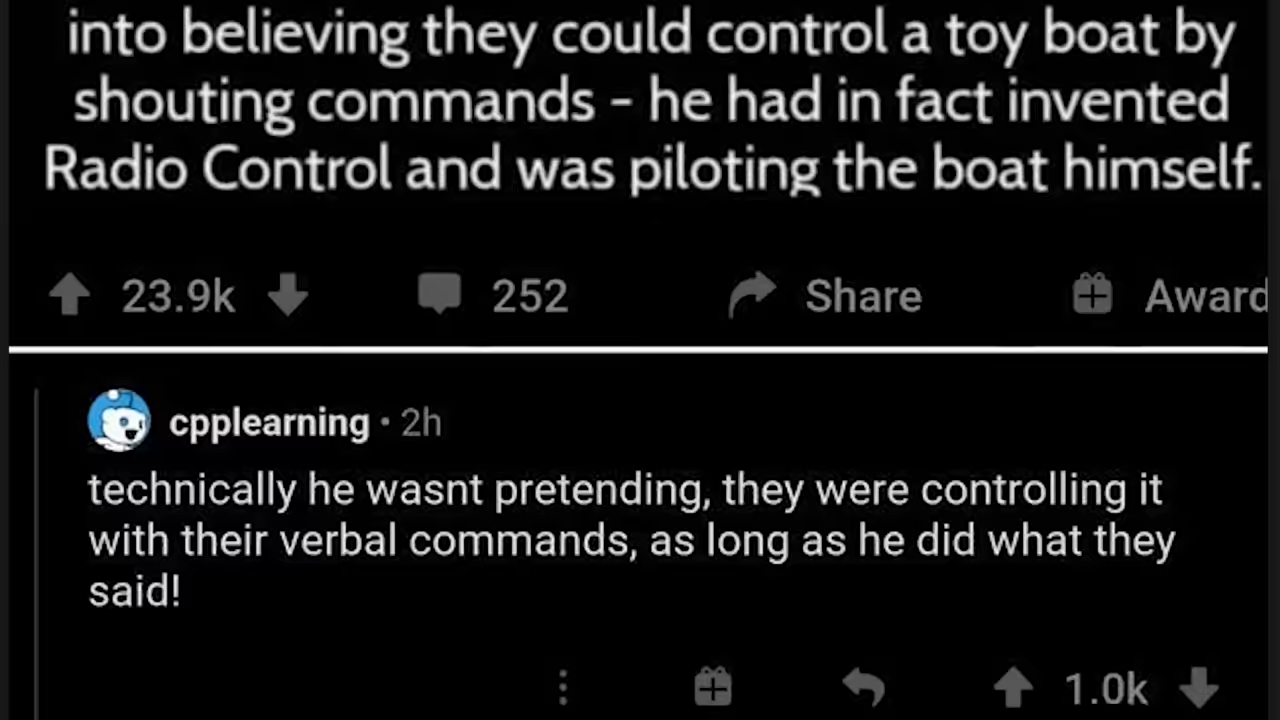 into believing they could control a toy boat by
shouting commands - he had in fact invented
Radio Control and was piloting the boat himself.
23.9k 252 Share Award
cpplearning • 2h
technically he wasnt pretending, they were controlling it
with their verbal commands, as long as he did what they
said!
1.0k